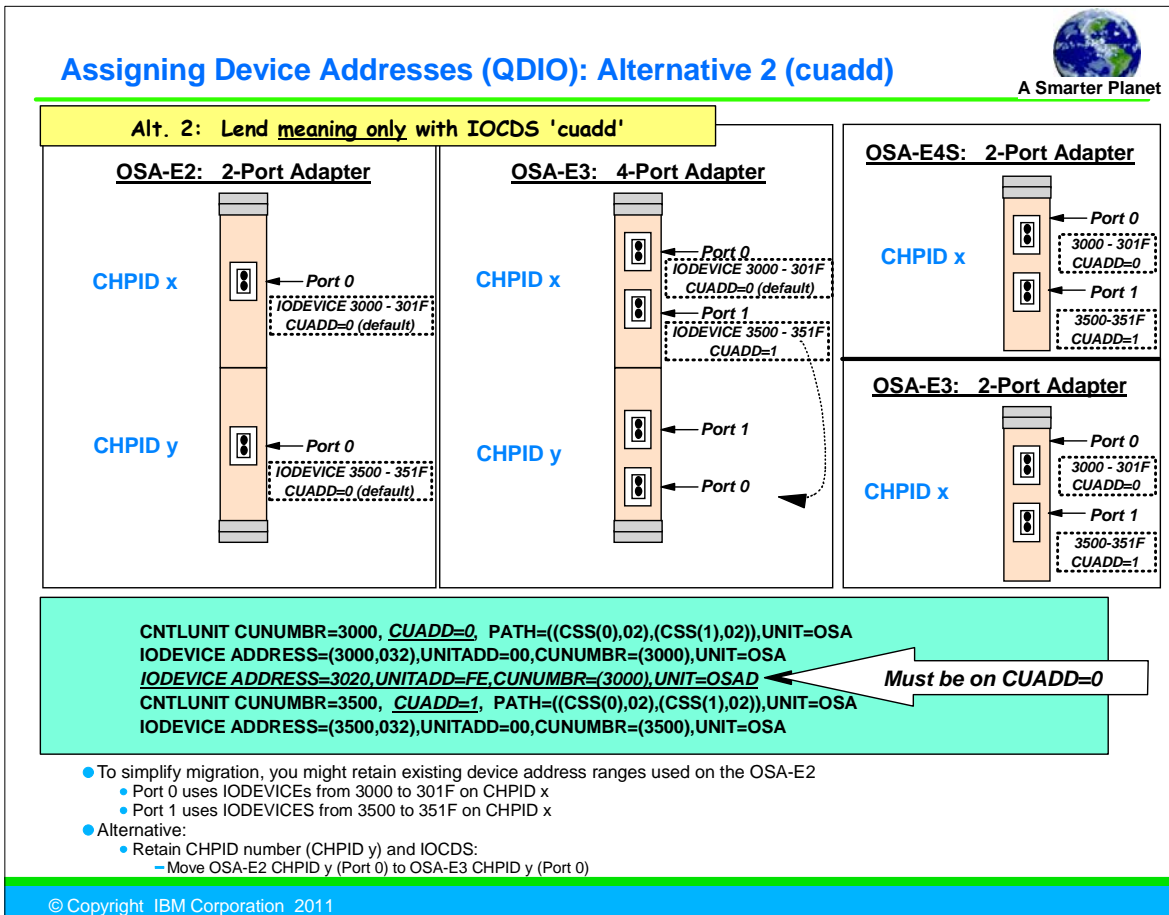 Assigning Device Addresses (QDIO): Alternative 2 (cuadd)
A Smarter Planet
Alt. 2: Lend meaning only with IOCDS 'cuadd'
OSA-E2: 2-Port Adapter
CHPID x
Port 0
IODEVICE 3000 - 301F
CUADD=0 (default)
CHPID y
Port 0
IODEVICE 3500 - 351F
CUADD=0 (default)
OSA-E3: 4-Port Adapter
CHPID x
Port 0
IODEVICE 3000 - 301F
CUADD=0 (default)
Port 1
IODEVICE 3500 - 351F
CUADD=1
CHPID y
Port 1
Port 0
OSA-E4S: 2-Port Adapter
CHPID x
Port 0
3000 - 301F
CUADD=0
Port 1
3500-351F
CUADD=1
OSA-E3: 2-Port Adapter
CHPID x
Port 0
3000 - 301F
CUADD=0
Port 1
3500-351F
CUADD=1
CNTLUNIT CUNUMBR=3000, CUADD=0, PATH=((CSS(0),02),(CSS(1),02)),UNIT=OSA
IODEVICE ADDRESS=(3000,032),UNITADD=00,CUNUMBR=(3000),UNIT=OSA
IODEVICE ADDRESS=3020,UNITADD=FE,CUNUMBR=(3000),UNIT=OSAD
Must be on CUADD=0
CNTLUNIT CUNUMBR=3500, CUADD=1, PATH=((CSS(0),02),(CSS(1),02)),UNIT=OSA
IODEVICE ADDRESS=(3500,032),UNITADD=00,CUNUMBR=(3500),UNIT=OSA
To simplify migration, you might retain existing device address ranges used on the OSA-E2
Port 0 uses IODEVICEs from 3000 to 301F on CHPID x
Port 1 uses IODEVICES from 3500 to 351F on CHPID x
Alternative:
Retain CHPID number (CHPID y) and IOCDS:
Move OSA-E2 CHPID y (Port 0) to OSA-E3 CHPID y (Port 0)
© Copyright IBM Corporation 2011